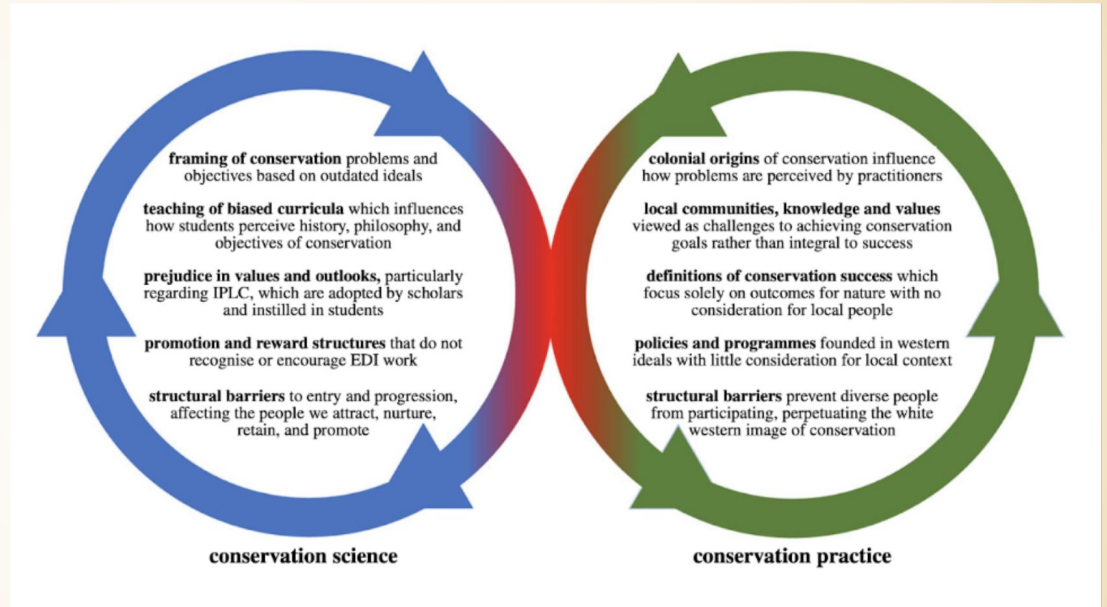 framing of conservation problems and
objectives based on outdated ideals
teaching of biased curricula which influences
how students perceive history, philosophy, and
objectives of conservation
prejudice in values and outlooks, particularly
regarding IPLC, which are adopted by scholars
and instilled in students
promotion and reward structures that do not
recognise or encourage EDI work
structural barriers to entry and progression,
affecting the people we attract, nurture,
retain, and promote
conservation science
colonial origins of conservation influence
how problems are perceived by practitioners
local communities, knowledge and values
viewed as challenges to achieving conservation
goals rather than integral to success
definitions of conservation success which
focus solely on outcomes for nature with no
consideration for local people
policies and programmes founded in western
ideals with little consideration for local context
structural barriers prevent diverse people
from participating, perpetuating the white
western image of conservation
conservation practice